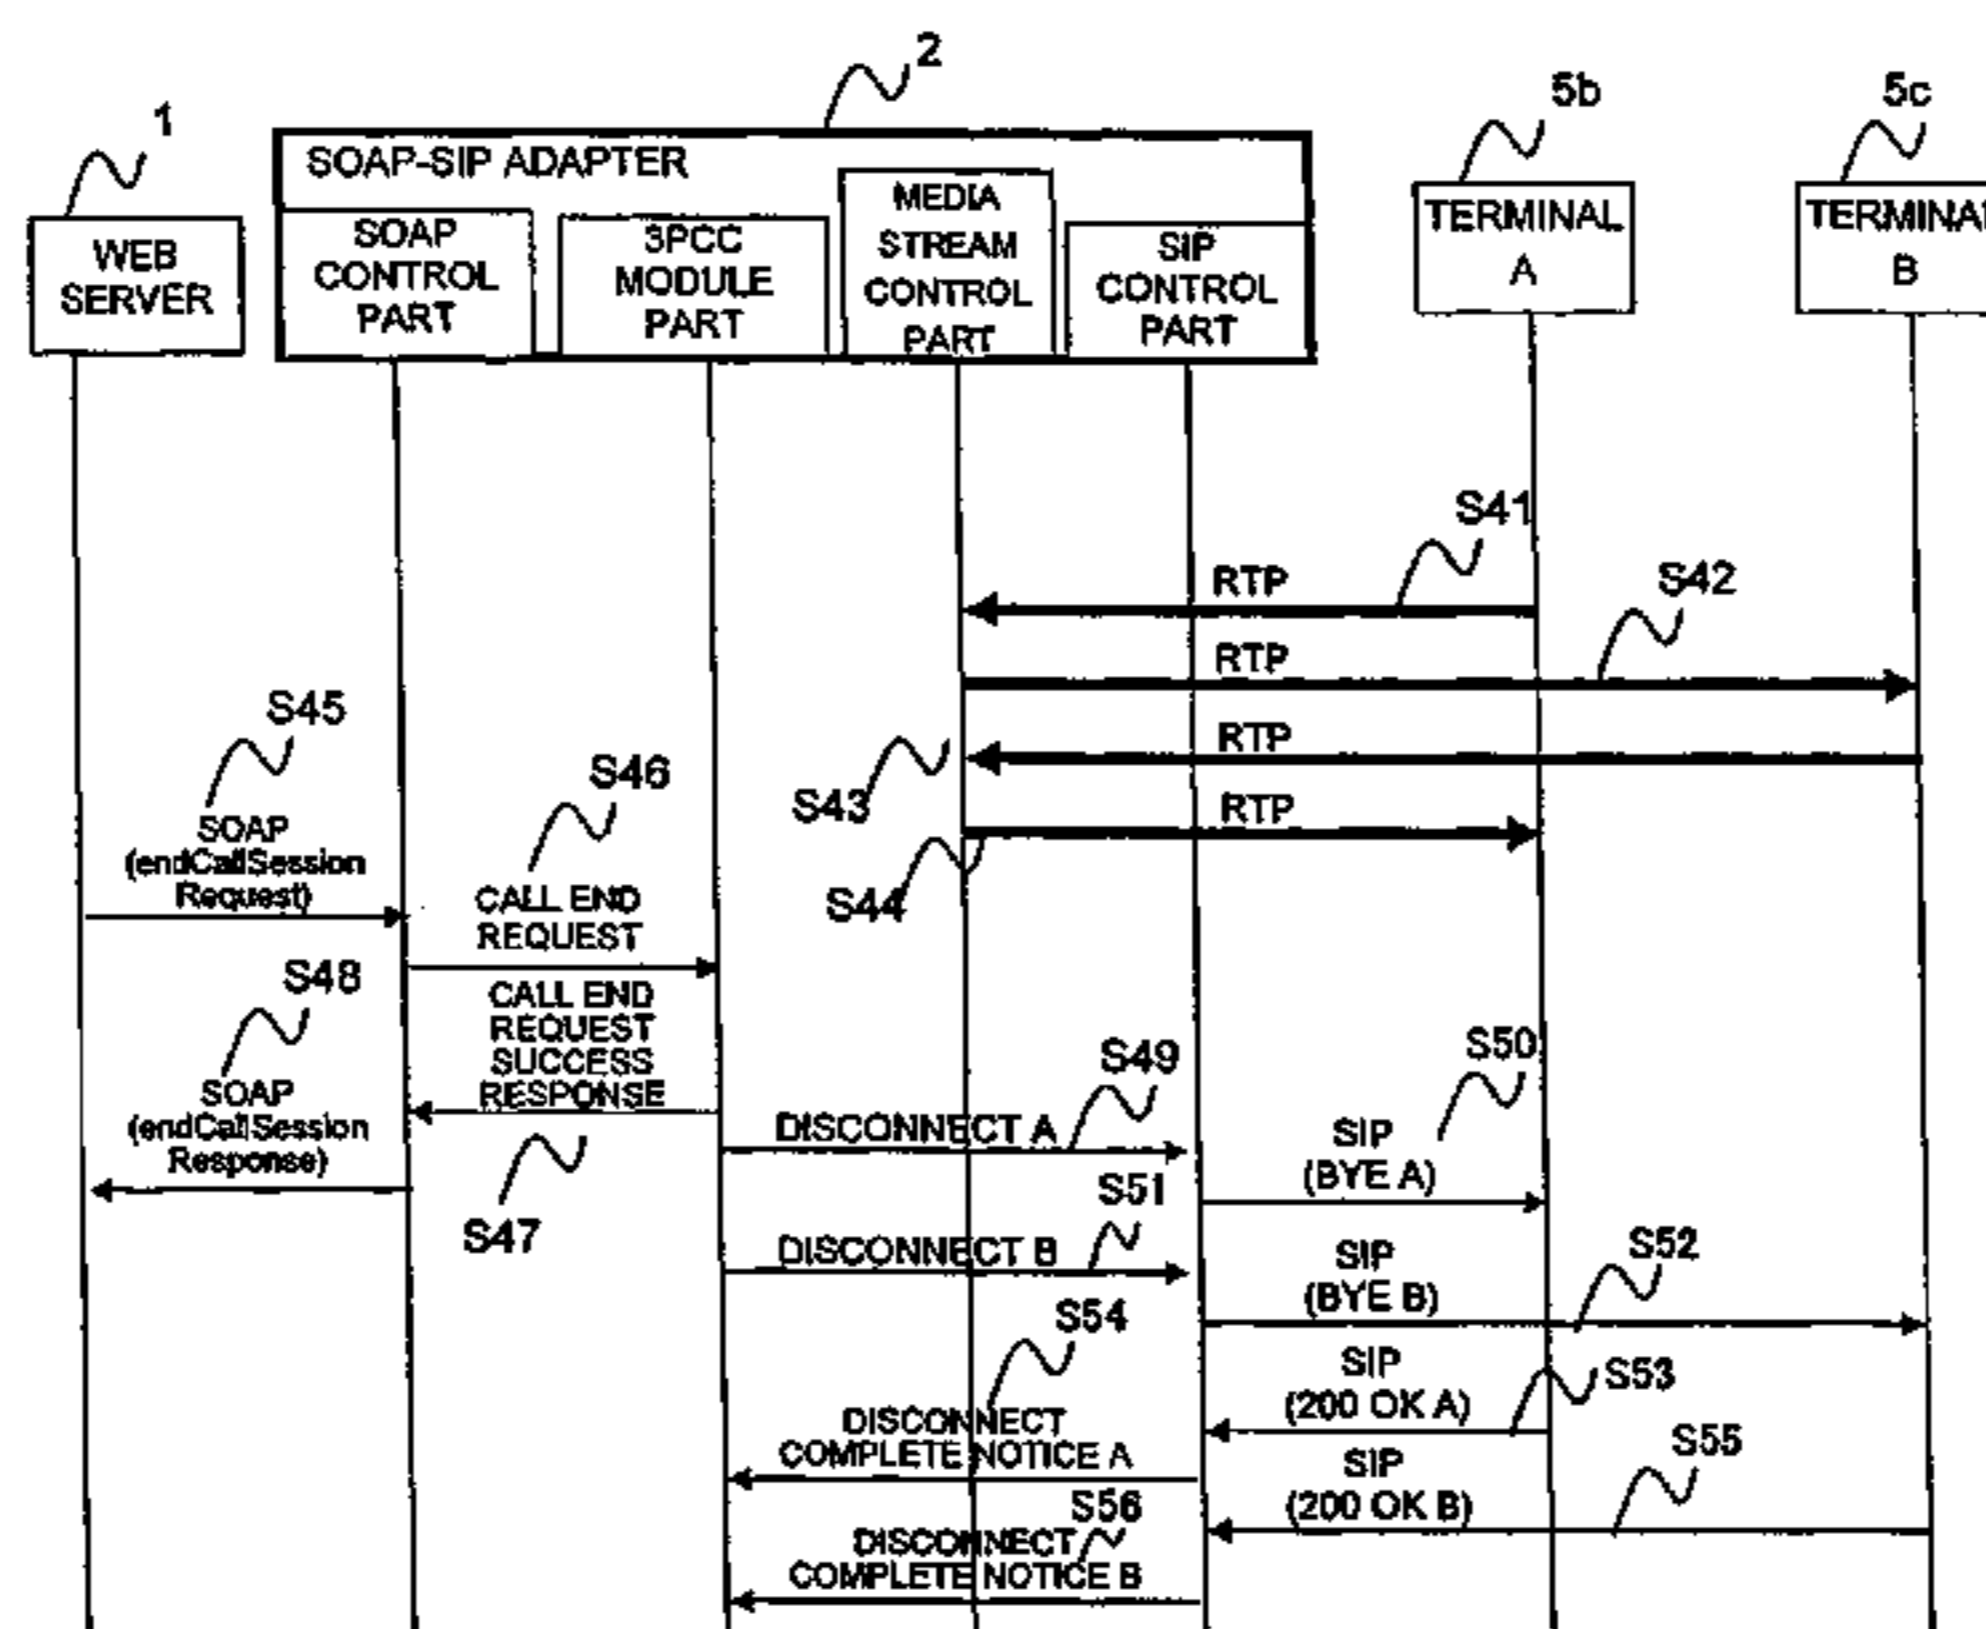 2
5b
5c
1
SOAP-SIP ADAPTER
WEB
SERVER
SOAP
CONTROL
PART
3PCC
MODULE
PART
MEDIA
STREAM
CONTROL
PART
SIP
CONTROL
PART
TERMINAL
A
TERMINAL
B
S41
RTP
S42
RTP
S43
RTP
S44
RTP
S45
SOAP
(endCallSession
Request)
S46
CALL END
REQUEST
S48
SOAP
(endCallSession
Response)
CALL END
REQUEST
SUCCESS
RESPONSE
S47
S49
DISCONNECT A
S50
SIP
(BYE A)
S51
DISCONNECT B
SIP
(BYE B)
S52
S54
DISCONNECT
COMPLETE NOTICE A
SIP
(200 OK A)
S53
S56
DISCONNECT
COMPLETE NOTICE B
SIP
(200 OK B)
S55